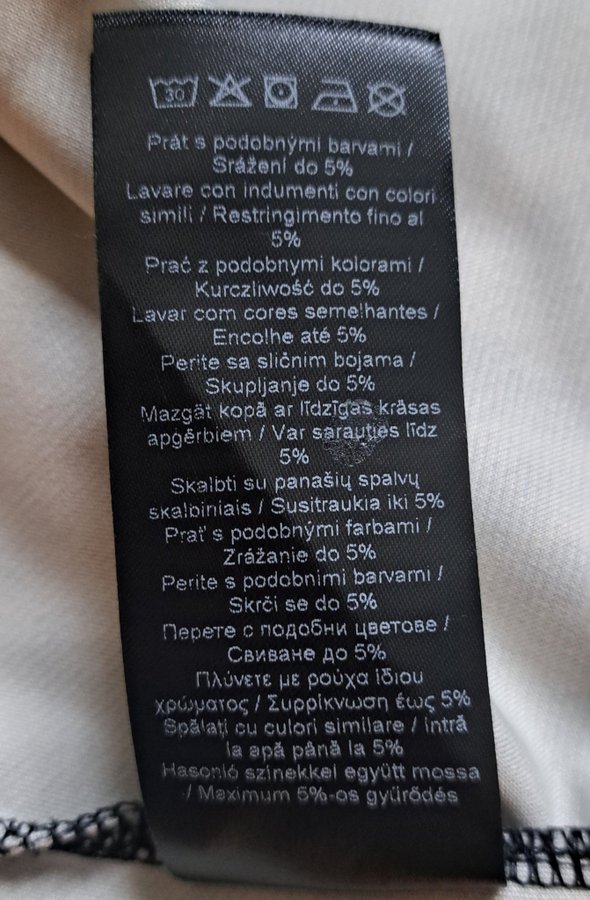 30
Prát s podobnými barvami /
Srážení do 5%
Lavare con indumenti con colori
simili / Restringimento fino al
5%
Prać z podobnymi kolorami /
Kurczliwość do 5%
Lavar com cores semelhantes /
Encolhe até 5%
Perite sa sličnim bojama /
Skupljanje do 5%
Mazgāt kopā ar līdzīgas krāsas
apģērbiem / Var sarauties līdz
5%
Skalbti su panašių spalvų
skalbiniais / Susitraukia iki 5%
Prať s podobnými farbami /
Zrážanie do 5%
Perite s podobnimi barvami /
Skrči se do 5%
Перете с подобни цветове /
Свиване до 5%
Πλύνετε με ρούχα ίδιου
χρώματος / Συρρίκνωση έως 5%
Spălați cu culori similare / intră
la apă până la 5%
Hasonló színekkel együtt mossa
/ Maximum 5%-os gyűrődés